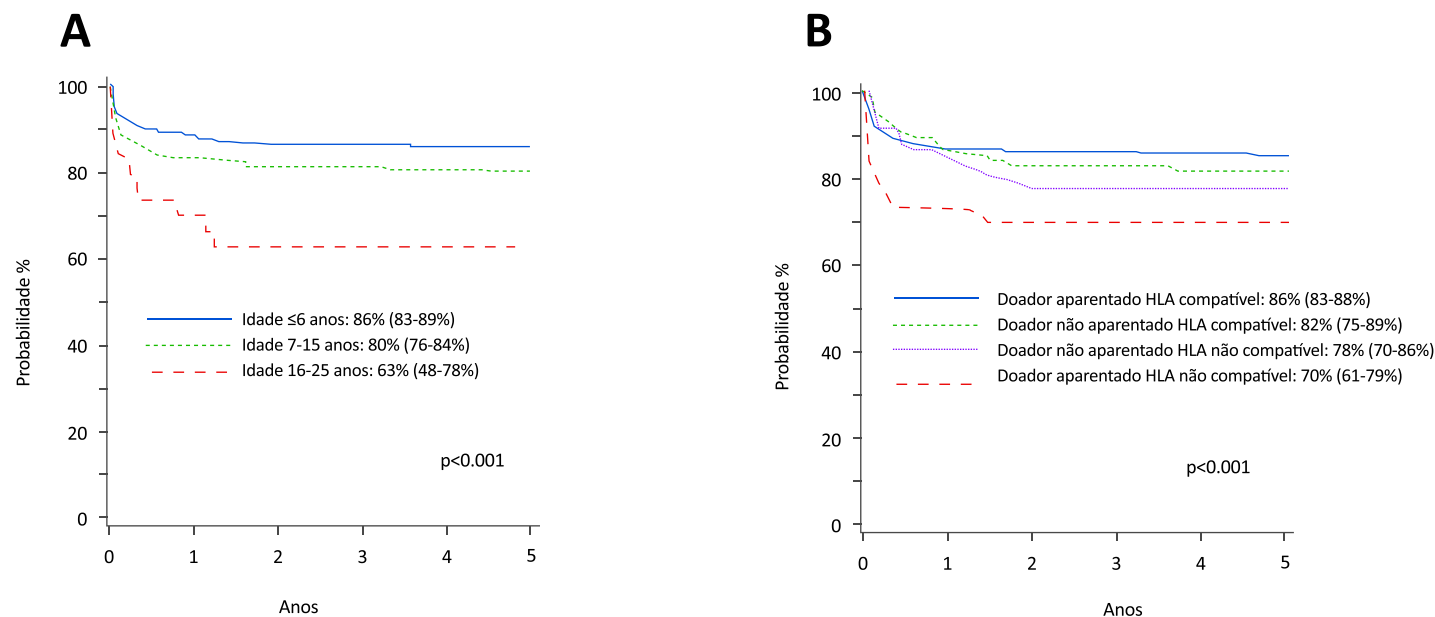 A
Probabilidade %
100
80
60
40
20
0
Idade ≤6 anos: 86% (83-89%)
Idade 7-15 anos: 80% (76-84%)
Idade 16-25 anos: 63% (48-78%)
p<0.001
0 1 2 3 4 5
Anos
B
Probabilidade %
100
80
60
40
20
0
Doador aparentado HLA compatível: 86% (83-88%)
Doador não aparentado HLA compatível: 82% (75-89%)
Doador não aparentado HLA não compatível: 78% (70-86%)
Doador aparentado HLA não compatível: 70% (61-79%)
p<0.001
0 1 2 3 4 5
Anos